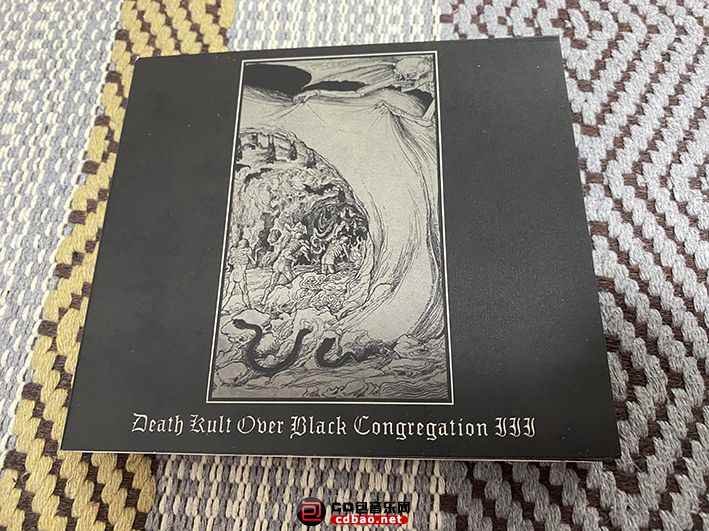 Death Kult Over Black Congregation III
CD包音乐网
cdbao.net